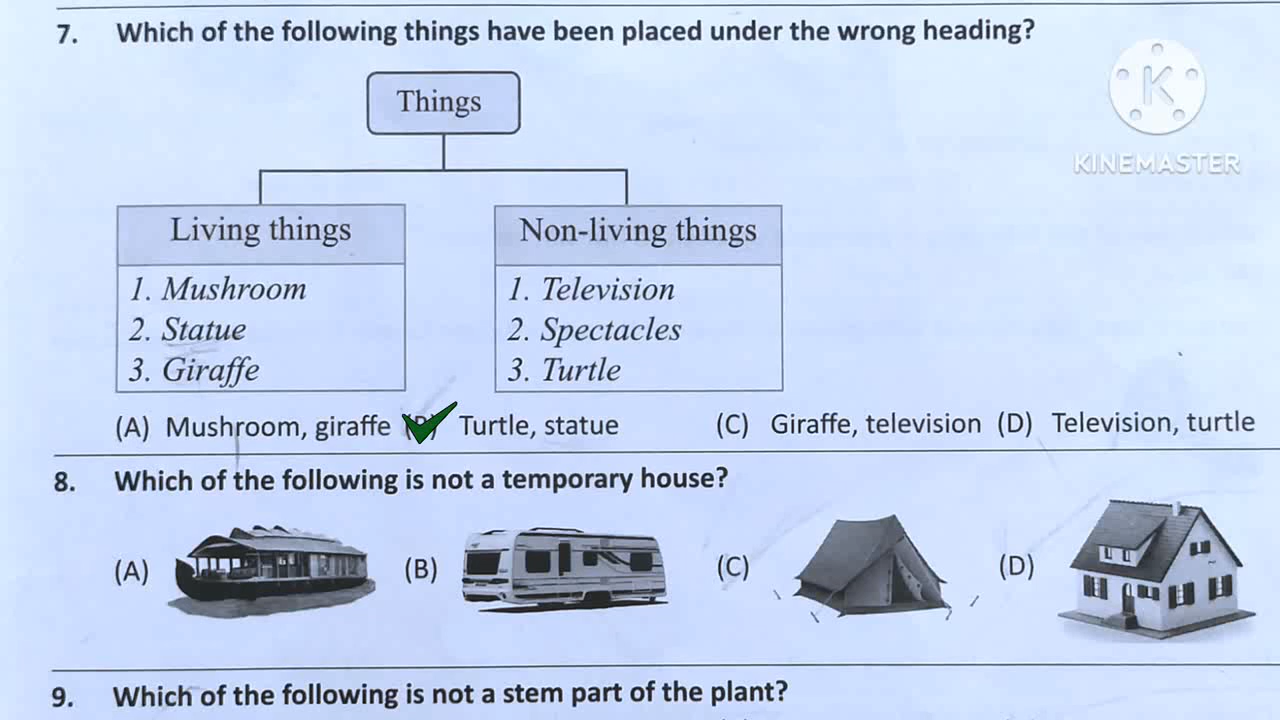 7. Which of the following things have been placed under the wrong heading?
K
KINEMASTER
Things
Living things
1. Mushroom
2. Statue
3. Giraffe
Non-living things
1. Television
2. Spectacles
3. Turtle
(A) Mushroom, giraffe (B) Turtle, statue (C) Giraffe, television (D) Television, turtle
8. Which of the following is not a temporary house?
(A) (B) (C) (D)
9. Which of the following is not a stem part of the plant?